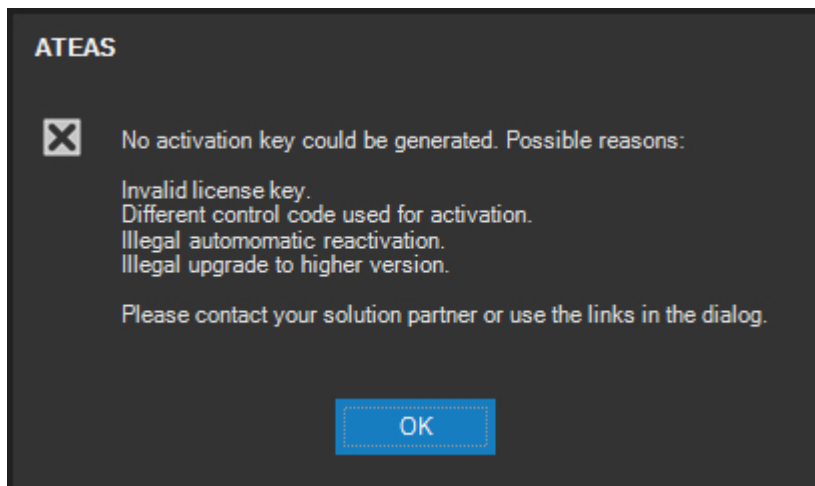 ATEAS
No activation key could be generated. Possible reasons:
Invalid license key.
Different control code used for activation.
Illegal automomatic reactivation.
Illegal upgrade to higher version.
Please contact your solution partner or use the links in the dialog.
OK